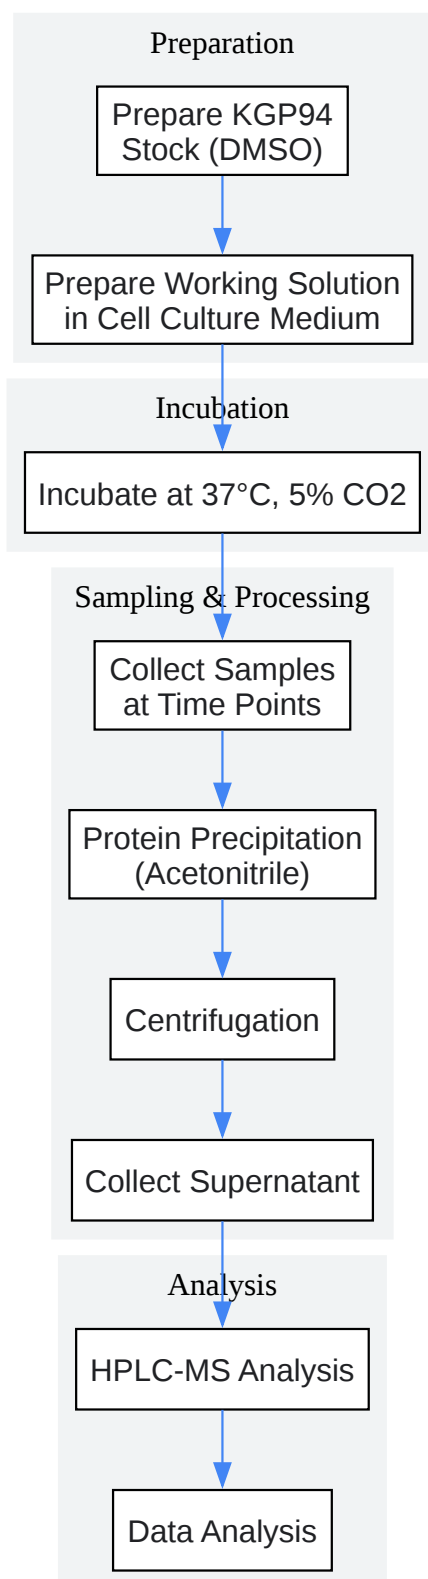 Preparation
Prepare KGP94
Stock (DMSO)
Prepare Working Solution
in Cell Culture Medium
Incubation
Incubate at 37°C, 5% CO2
Sampling & Processing
Collect Samples
at Time Points
Protein Precipitation
(Acetonitrile)
Centrifugation
Collect Supernatant
Analysis
HPLC-MS Analysis
Data Analysis